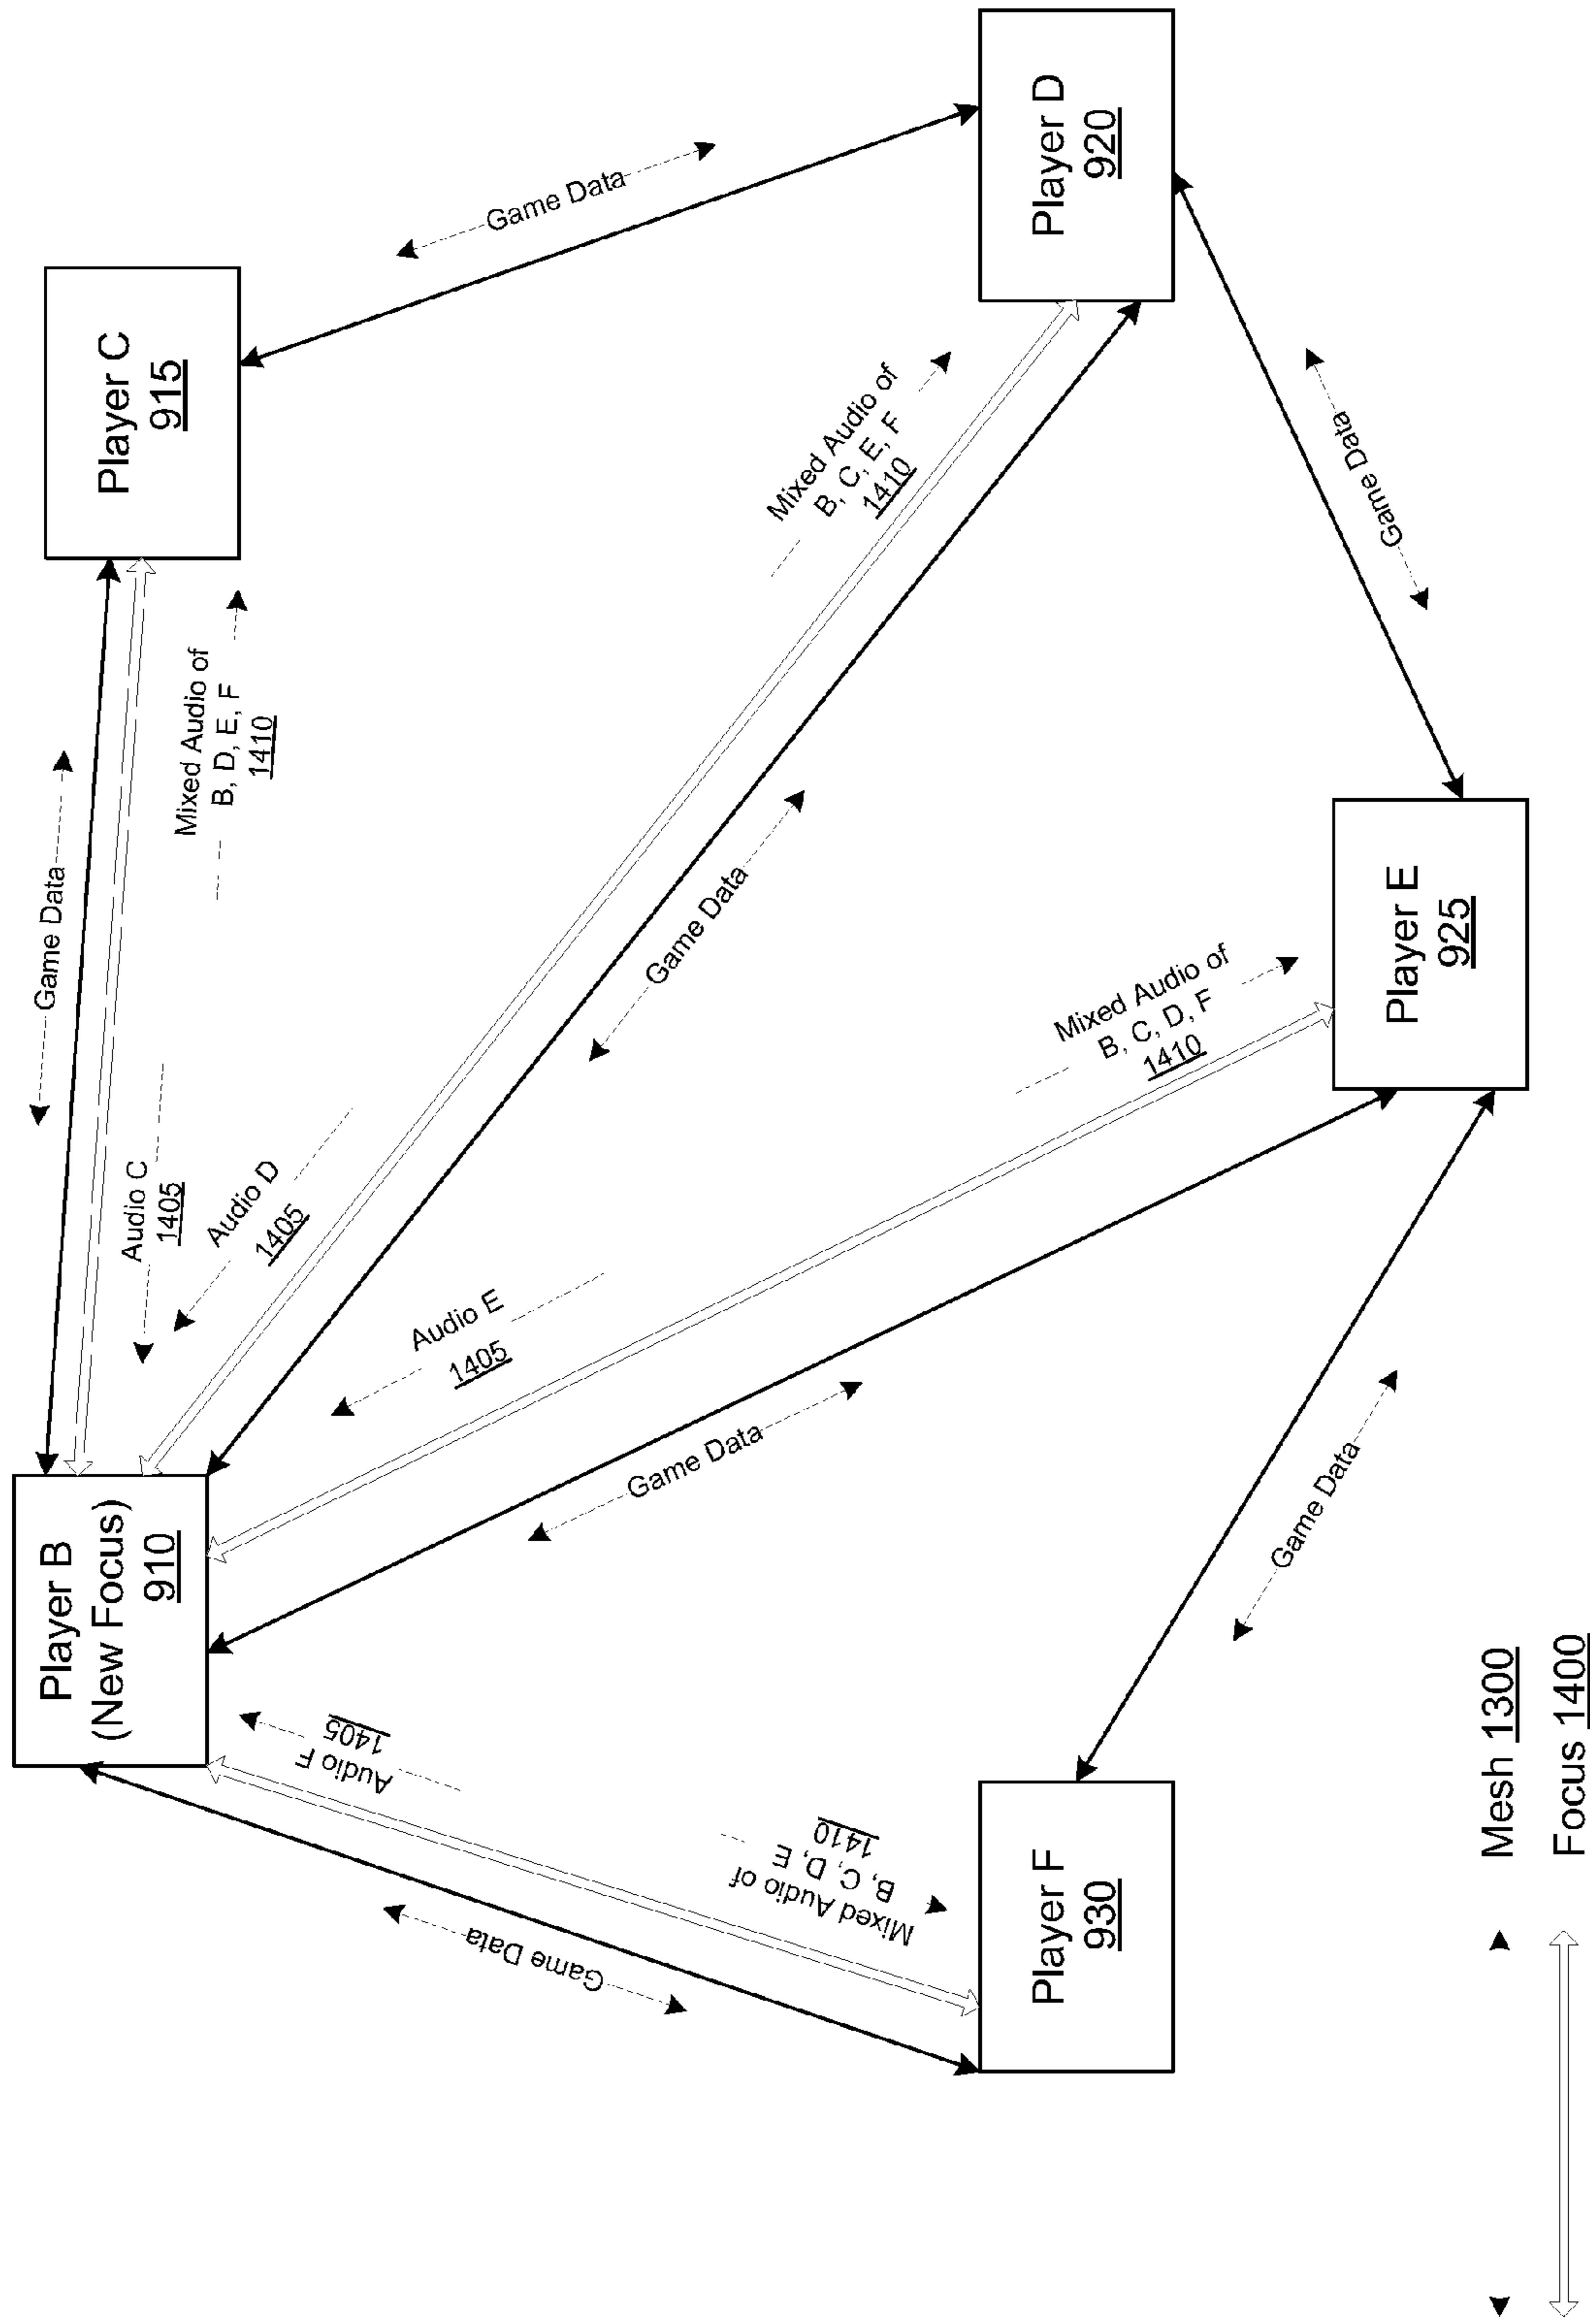 Player B
(New Focus)
910
Player C
915
Player D
920
Player E
925
Player F
930
Game Data
Audio C
1405
Mixed Audio of
B, D, E, F
1410
Audio D
1405
Mixed Audio of
B, C, E, F
1410
Game Data
Game Data
Audio E
1405
Mixed Audio of
B, C, D, F
1410
Game Data
Game Data
Audio F
1405
Mixed Audio of
B, C, D, E
1410
Game Data
Game Data
Mesh 1300
Focus 1400